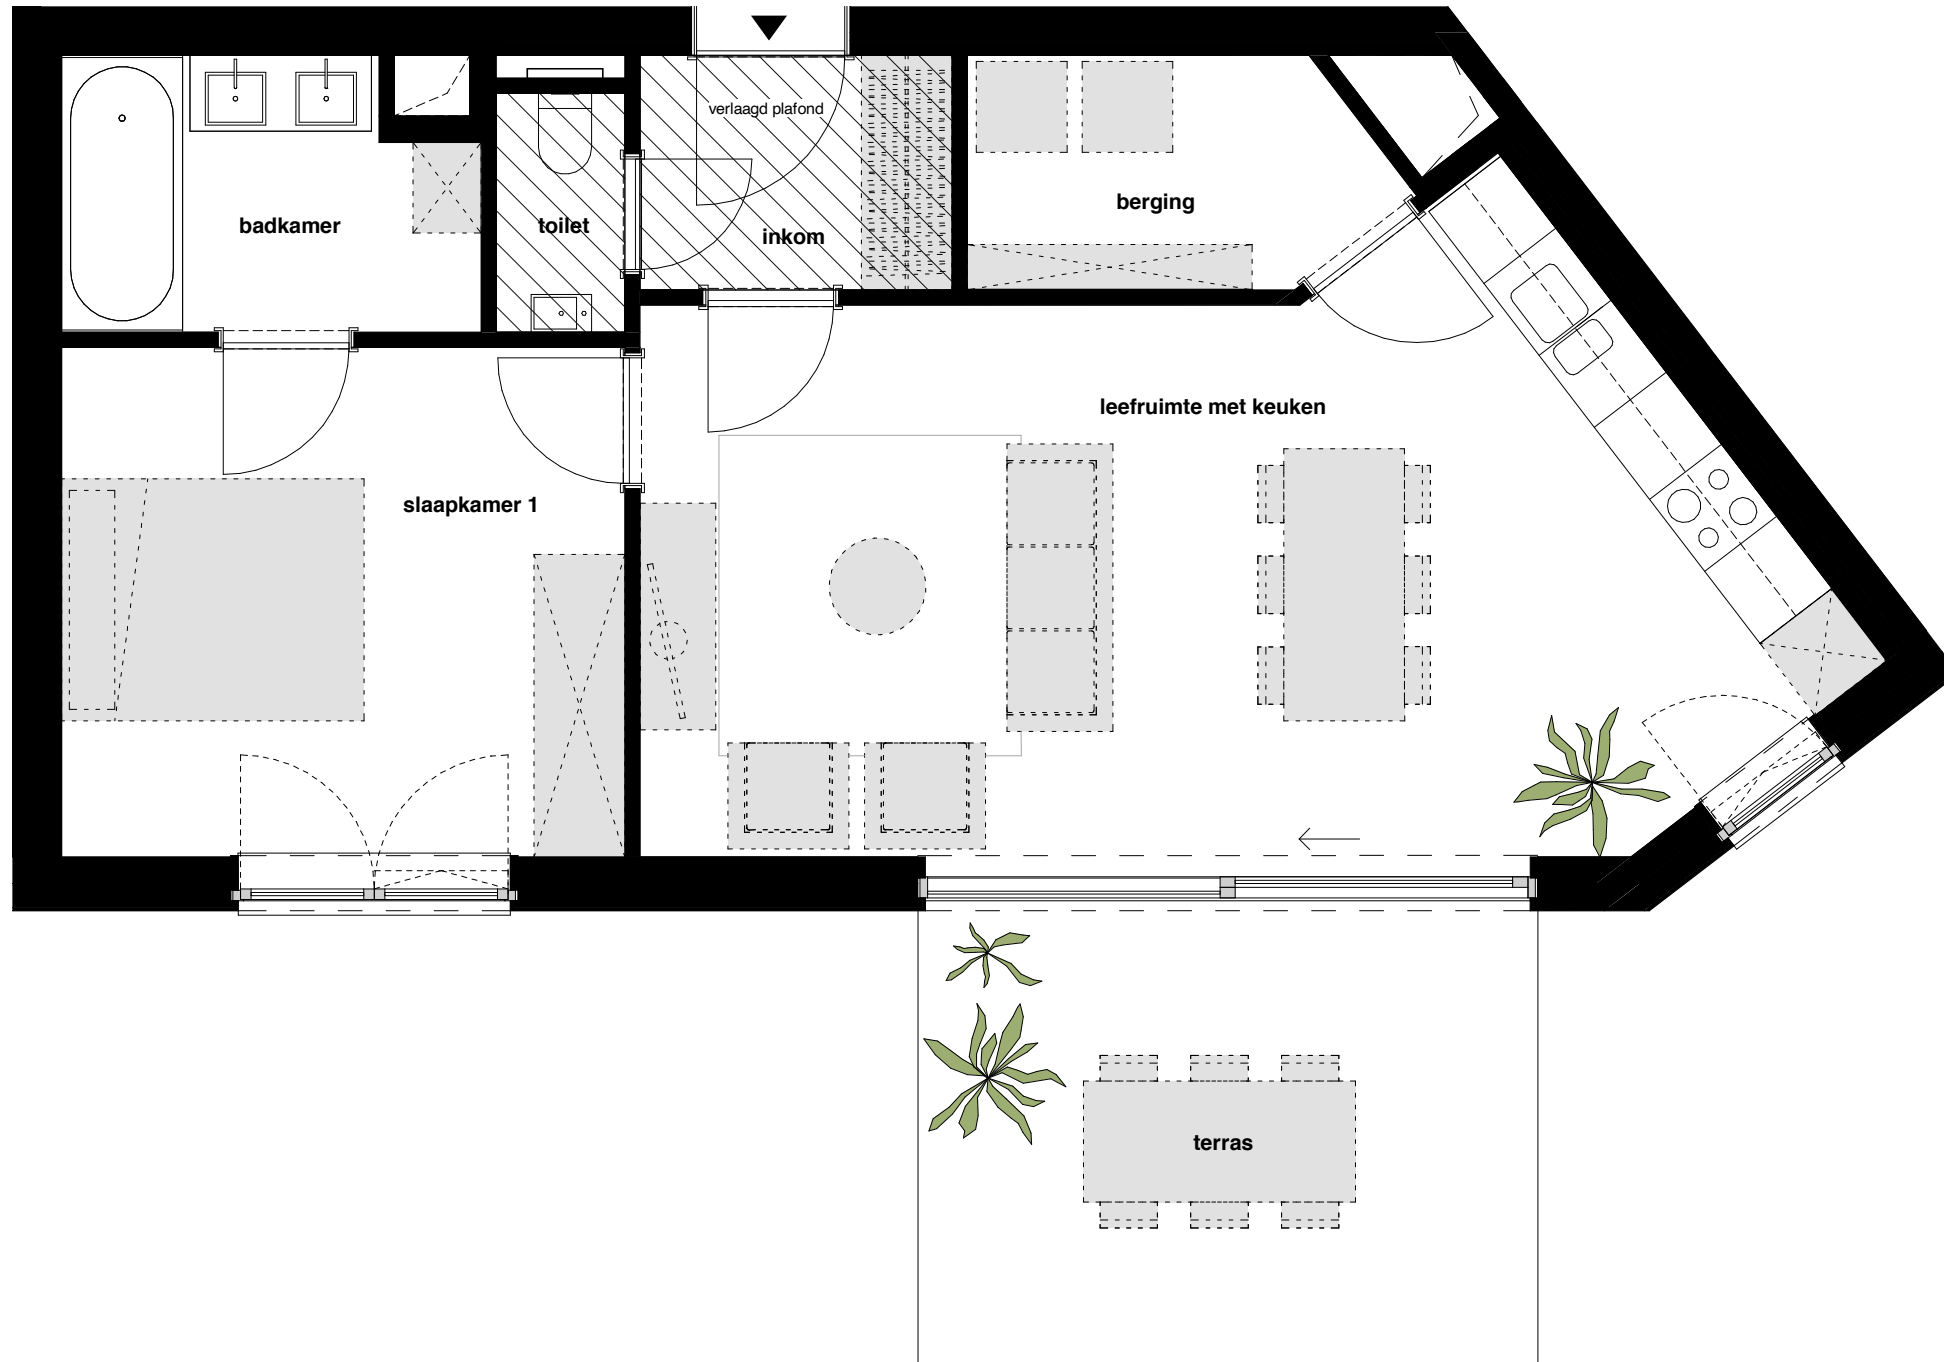 verlaagd plafond
berging
badkamer
toilet
inkom
leefruimte met keuken
slaapkamer 1
terras